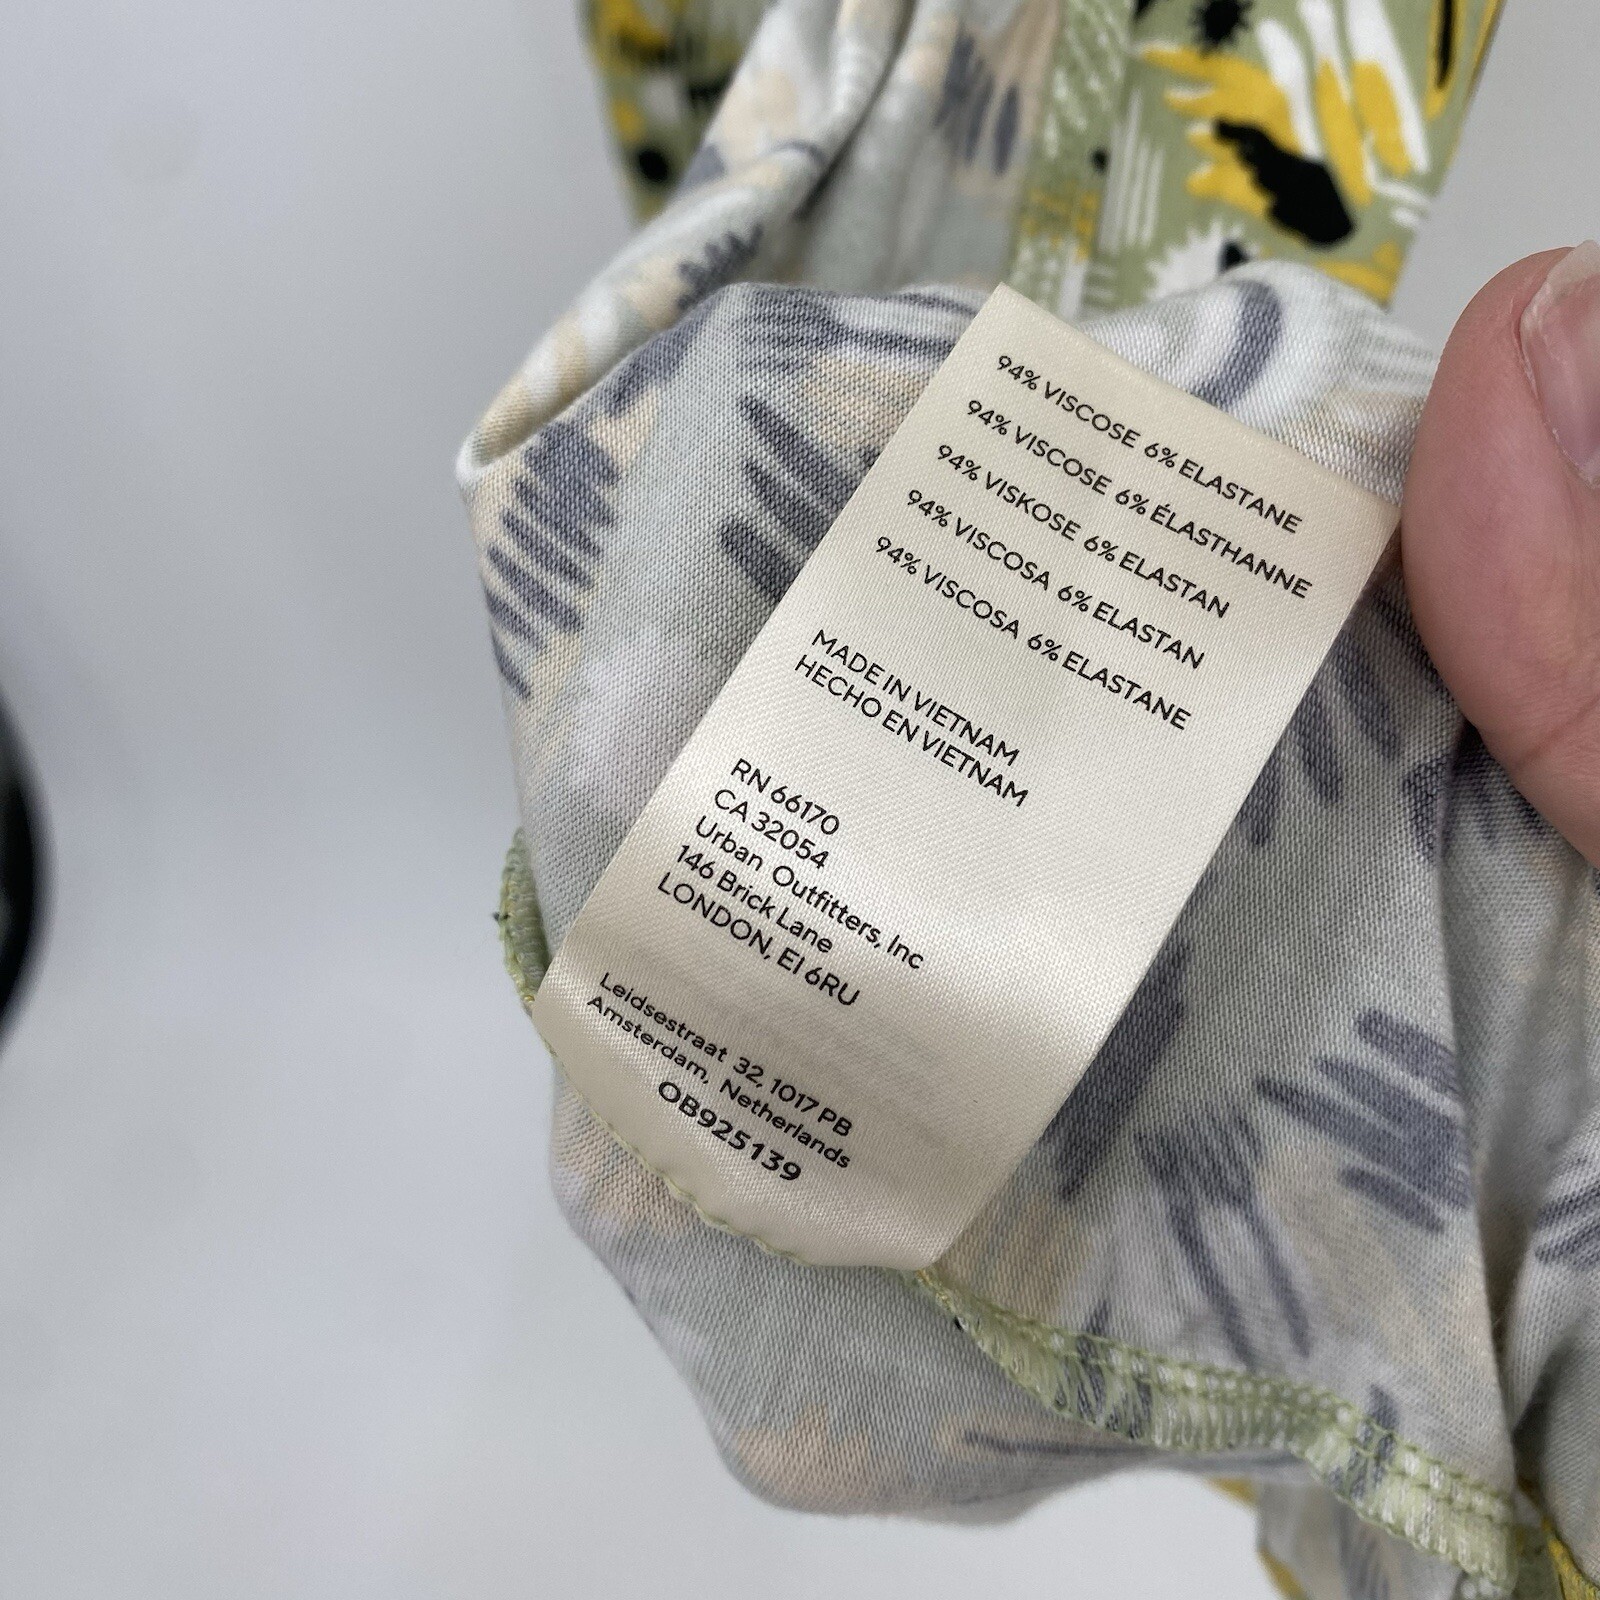 94% VISCOSE 6% ELASTANE
94% VISCOSE 6% ÉLASTHANNE
94% VISKOSE 6% ELASTAN
94% VISCOSA 6% ELASTAN
94% VISCOSA 6% ELASTANE
MADE IN VIETNAM
HECHO EN VIETNAM
RN 66170
CA 32054
Urban Outfitters, Inc
146 Brick Lane
LONDON, E1 6RU
Leidsestraat 32, 1017 PB
Amsterdam, Netherlands
OB925139